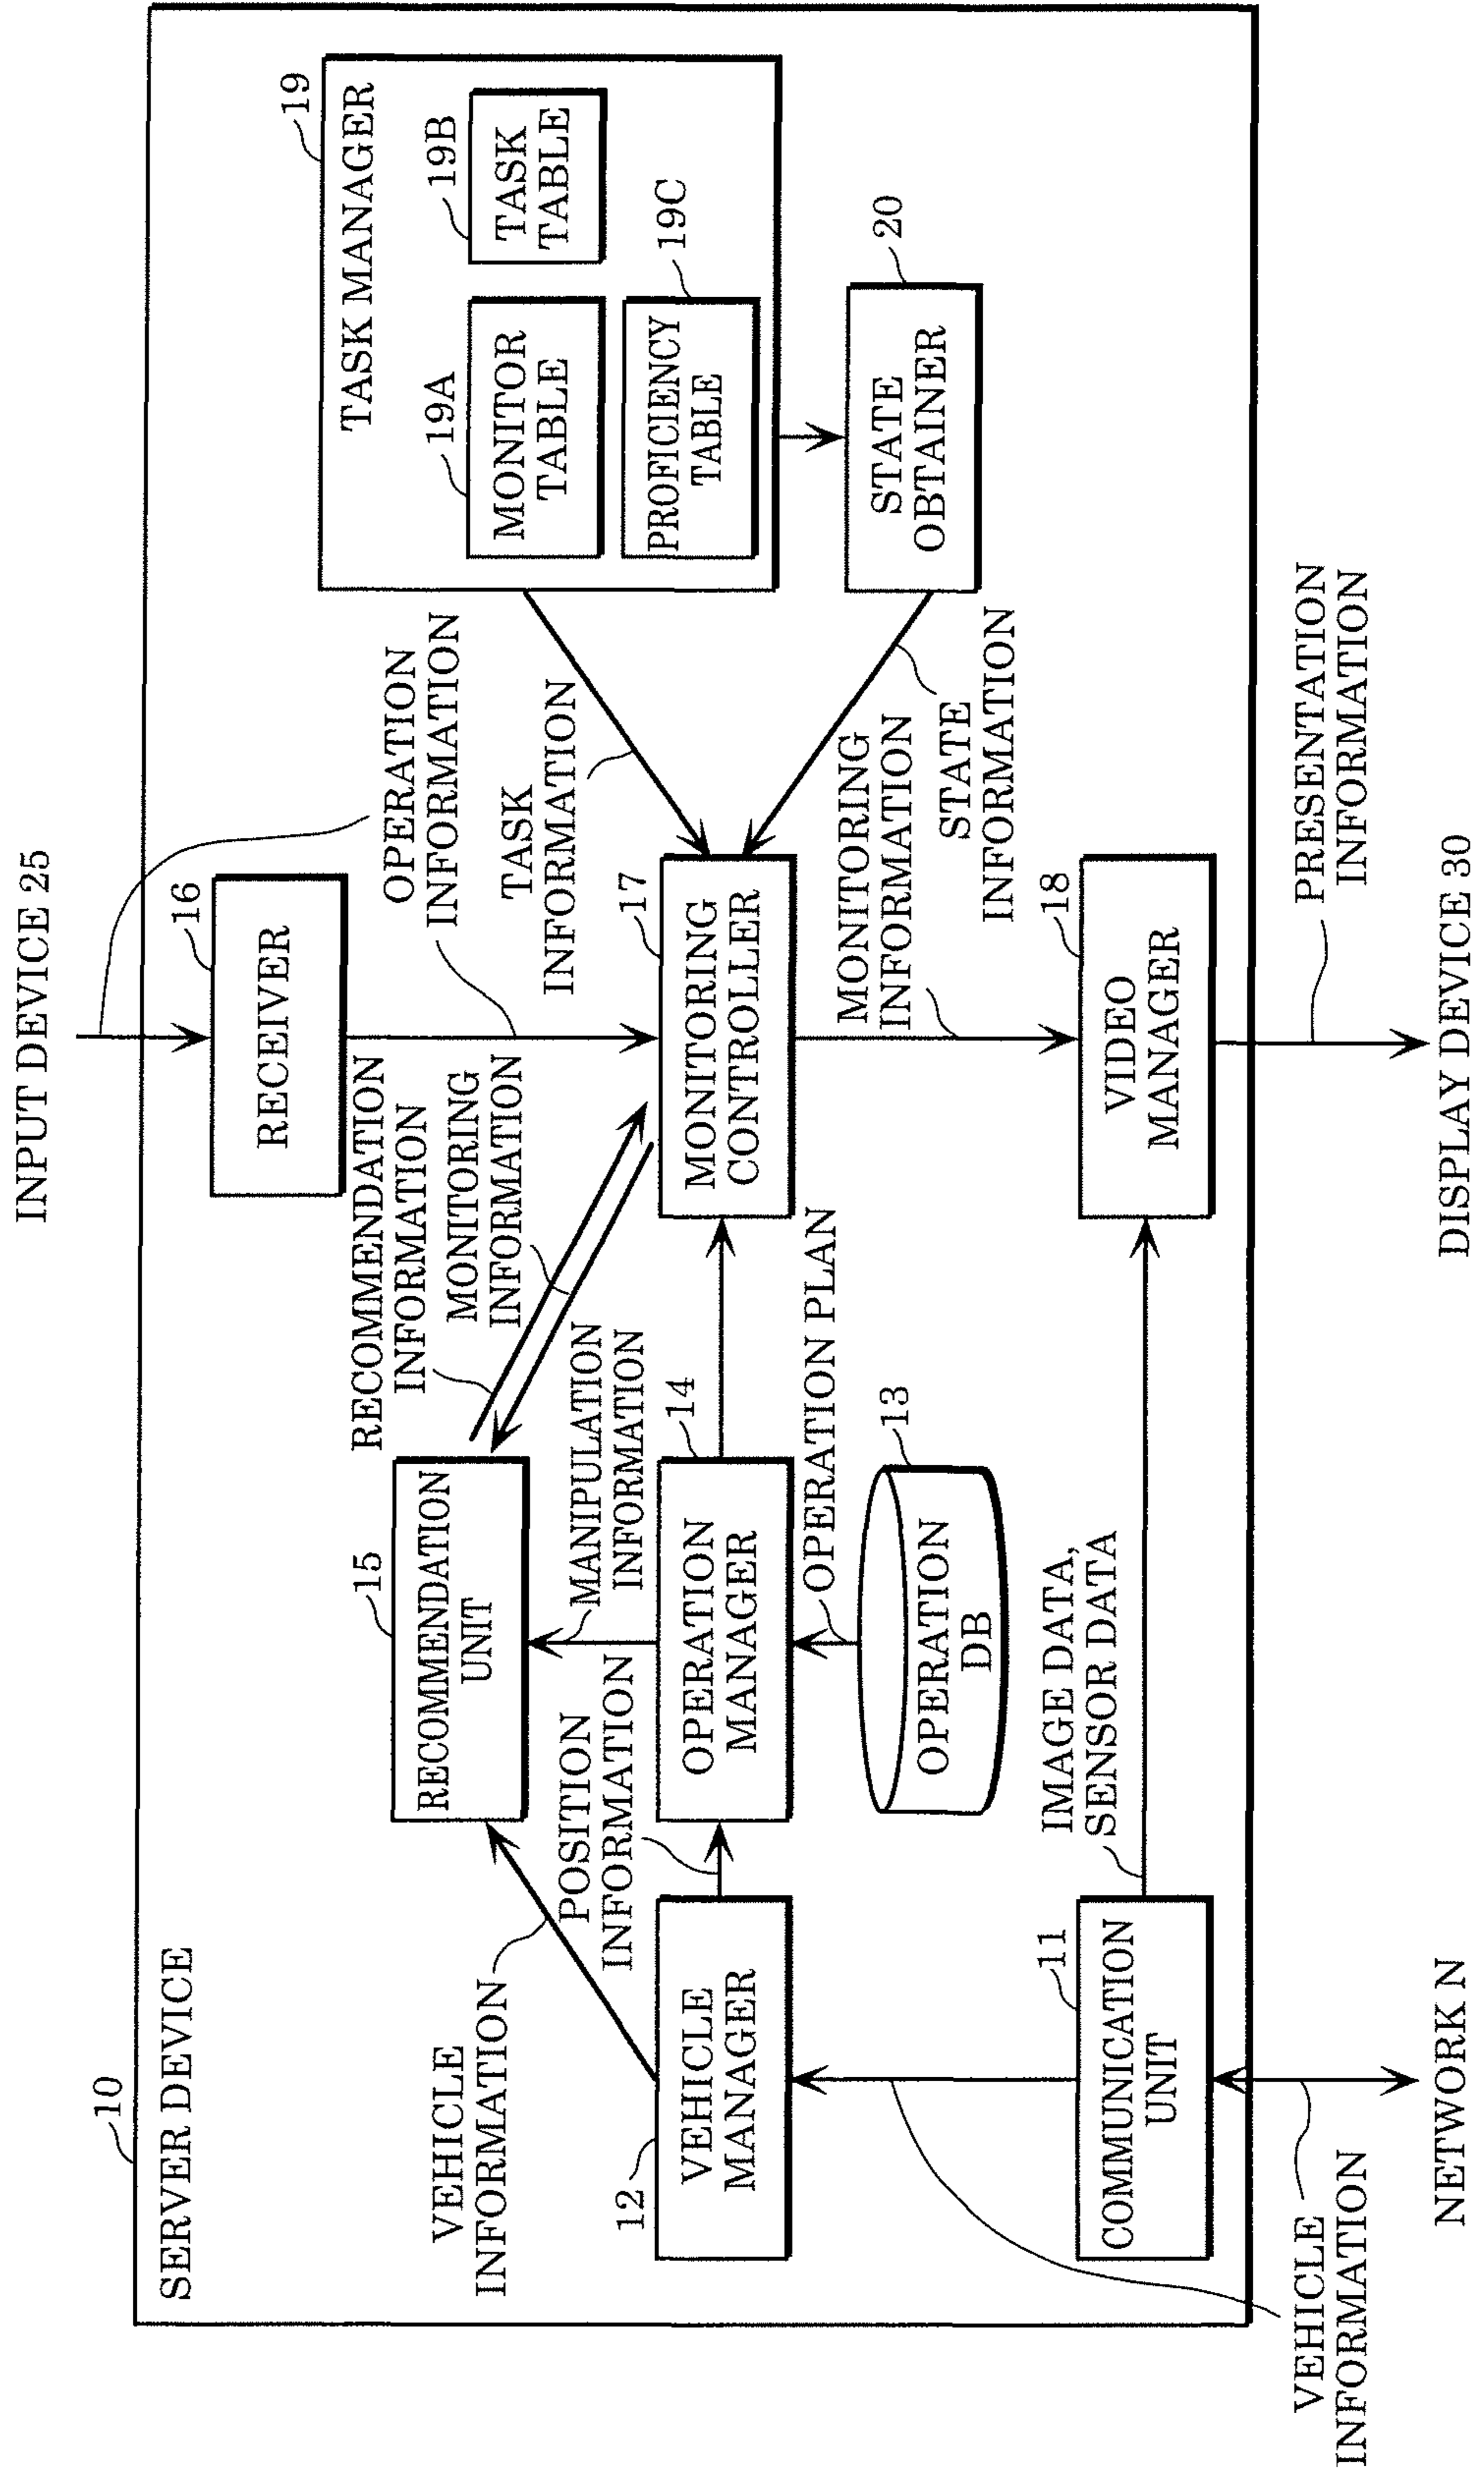 INPUT DEVICE 25
10
SERVER DEVICE
16
RECEIVER
OPERATION
INFORMATION
19
TASK MANAGER
19A
MONITOR
TABLE
19B
TASK
TABLE
19C
PROFICIENCY
TABLE
RECOMMENDATION
INFORMATION
MONITORING
INFORMATION
TASK
INFORMATION
15
RECOMMENDATION
UNIT
VEHICLE
INFORMATION
POSITION
INFORMATION
MANIPULATION
INFORMATION
12
VEHICLE
MANAGER
14
OPERATION
MANAGER
17
MONITORING
CONTROLLER
20
STATE
OBTAINER
OPERATION PLAN
13
OPERATION
DB
MONITORING
INFORMATION
STATE
INFORMATION
11
COMMUNICATION
UNIT
IMAGE DATA,
SENSOR DATA
18
VIDEO
MANAGER
VEHICLE
INFORMATION
PRESENTATION
INFORMATION
NETWORK N
DISPLAY DEVICE 30